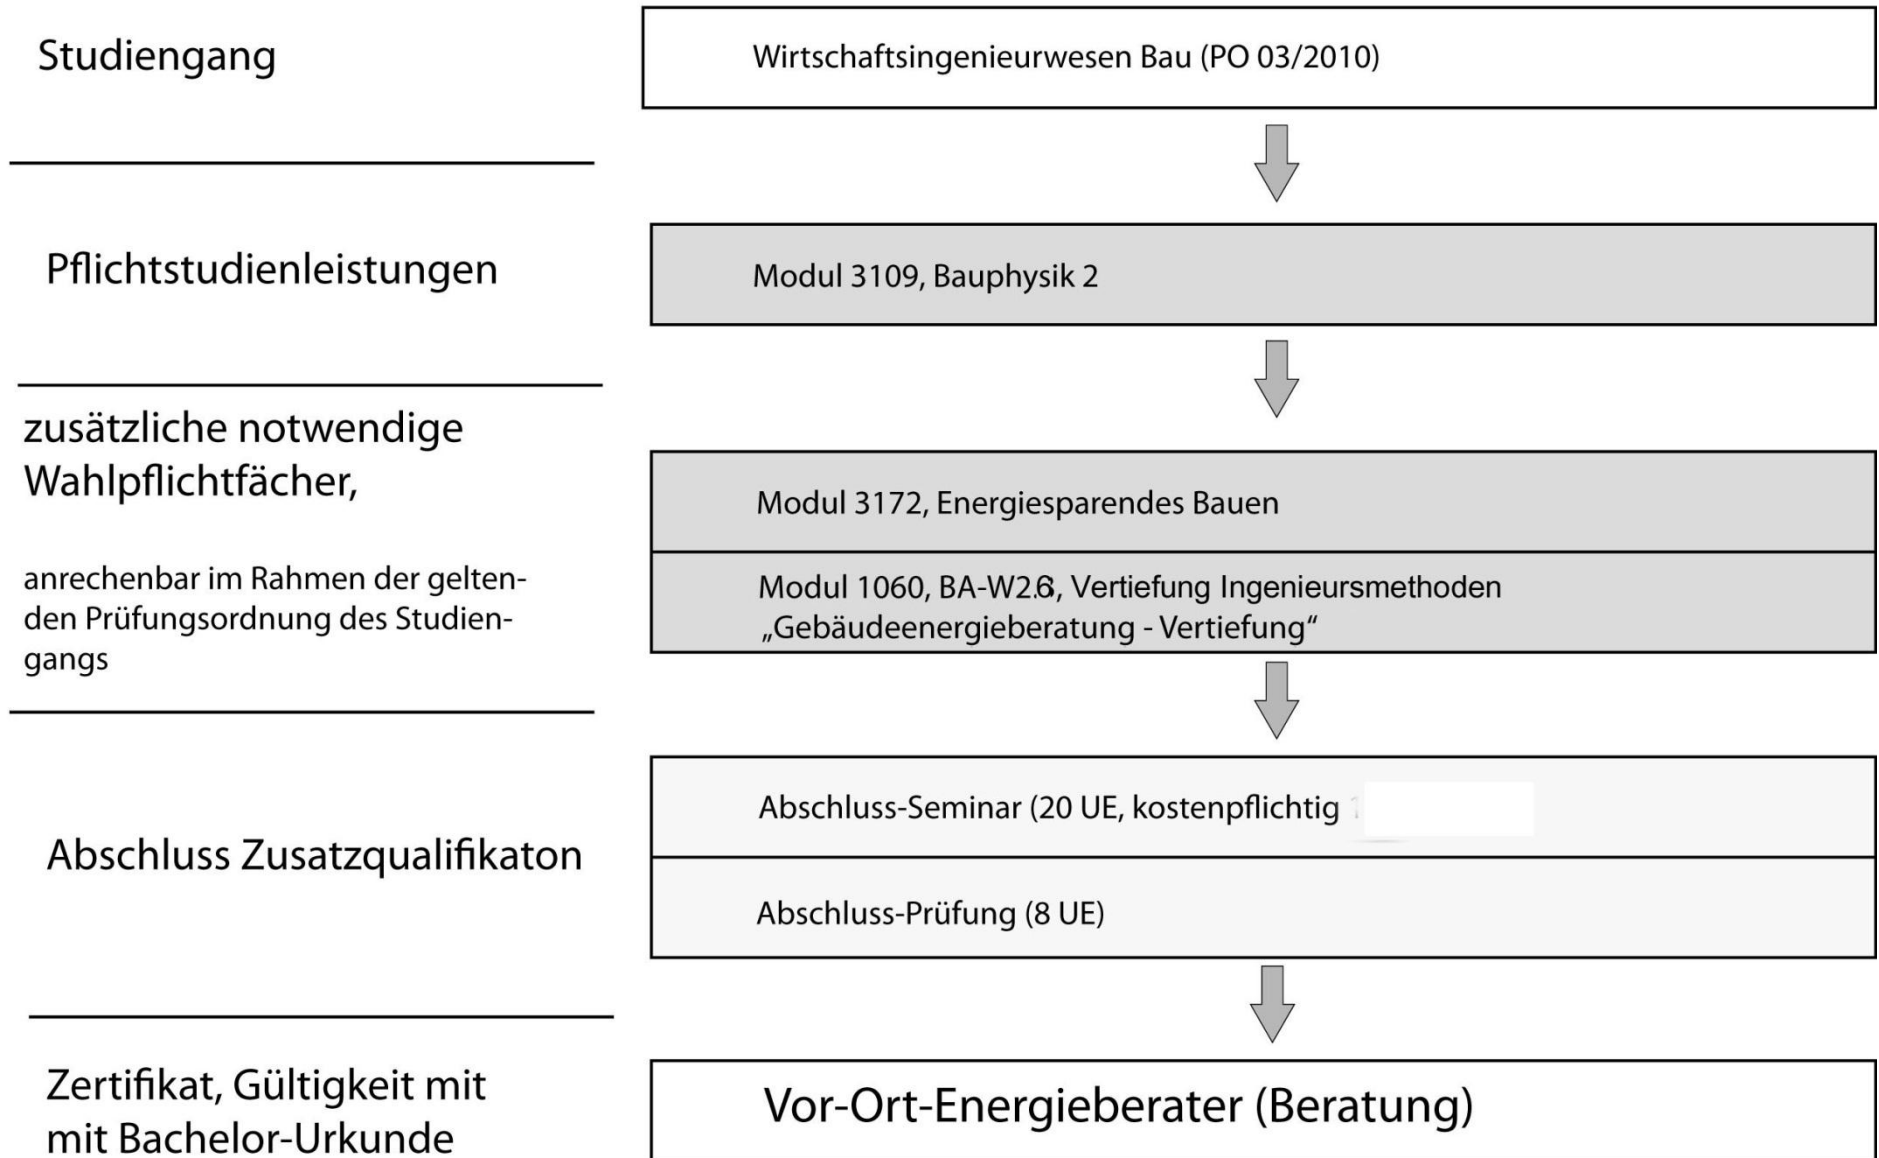 Studiengang
Wirtschaftsingenieurwesen Bau (PO 03/2010)
Pflichtstudienleistungen
Modul 3109, Bauphysik 2
zusätzliche notwendige
Wahlpflichtfächer,
anrechenbar im Rahmen der gelten-
den Prüfungsordnung des Studien-
gangs
Modul 3172, Energiesparendes Bauen
Modul 1060, BA-W2.6, Vertiefung Ingenieursmethoden
„Gebäudeenergieberatung - Vertiefung“
Abschluss Zusatzqualifikaton
Abschluss-Seminar (20 UE, kostenpflichtig
Abschluss-Prüfung (8 UE)
Zertifikat, Gültigkeit mit
mit Bachelor-Urkunde
Vor-Ort-Energieberater (Beratung)